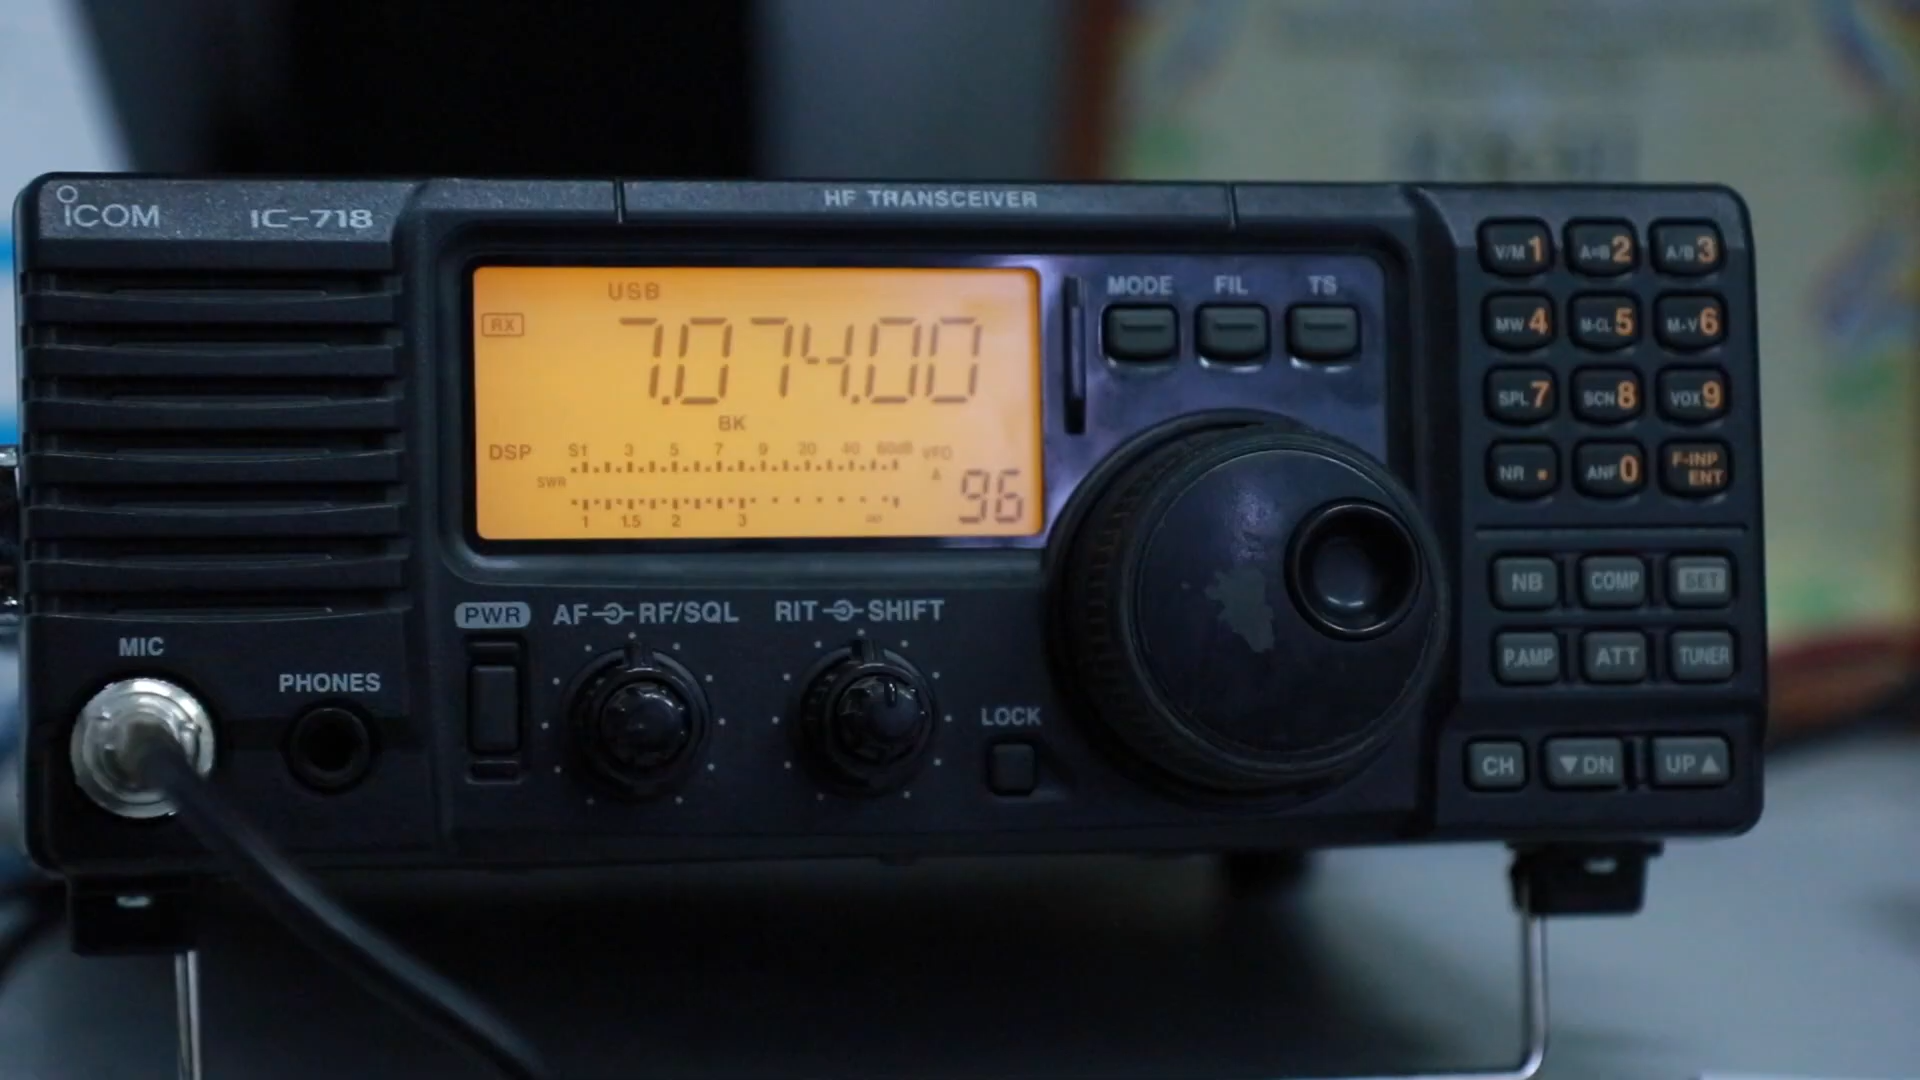 ICOM IC-718
HF TRANSCEIVER
USB
RX
7.074.00
BK
DSP
S1 3 5 7 9 20 40 60dB
VFO
A
SWR
1 1.5 2 3 ∞
96
MODE FIL TS
V/M 1 A=B 2 A/B 3
MW 4 M-CL 5 M▸V 6
SPL 7 SCN 8 VOX 9
NR . ANF 0 F-INP ENT
NB COMP SET
P.AMP ATT TUNER
CH ▼DN UP▲
PWR AF RF/SQL RIT SHIFT
MIC
PHONES
LOCK